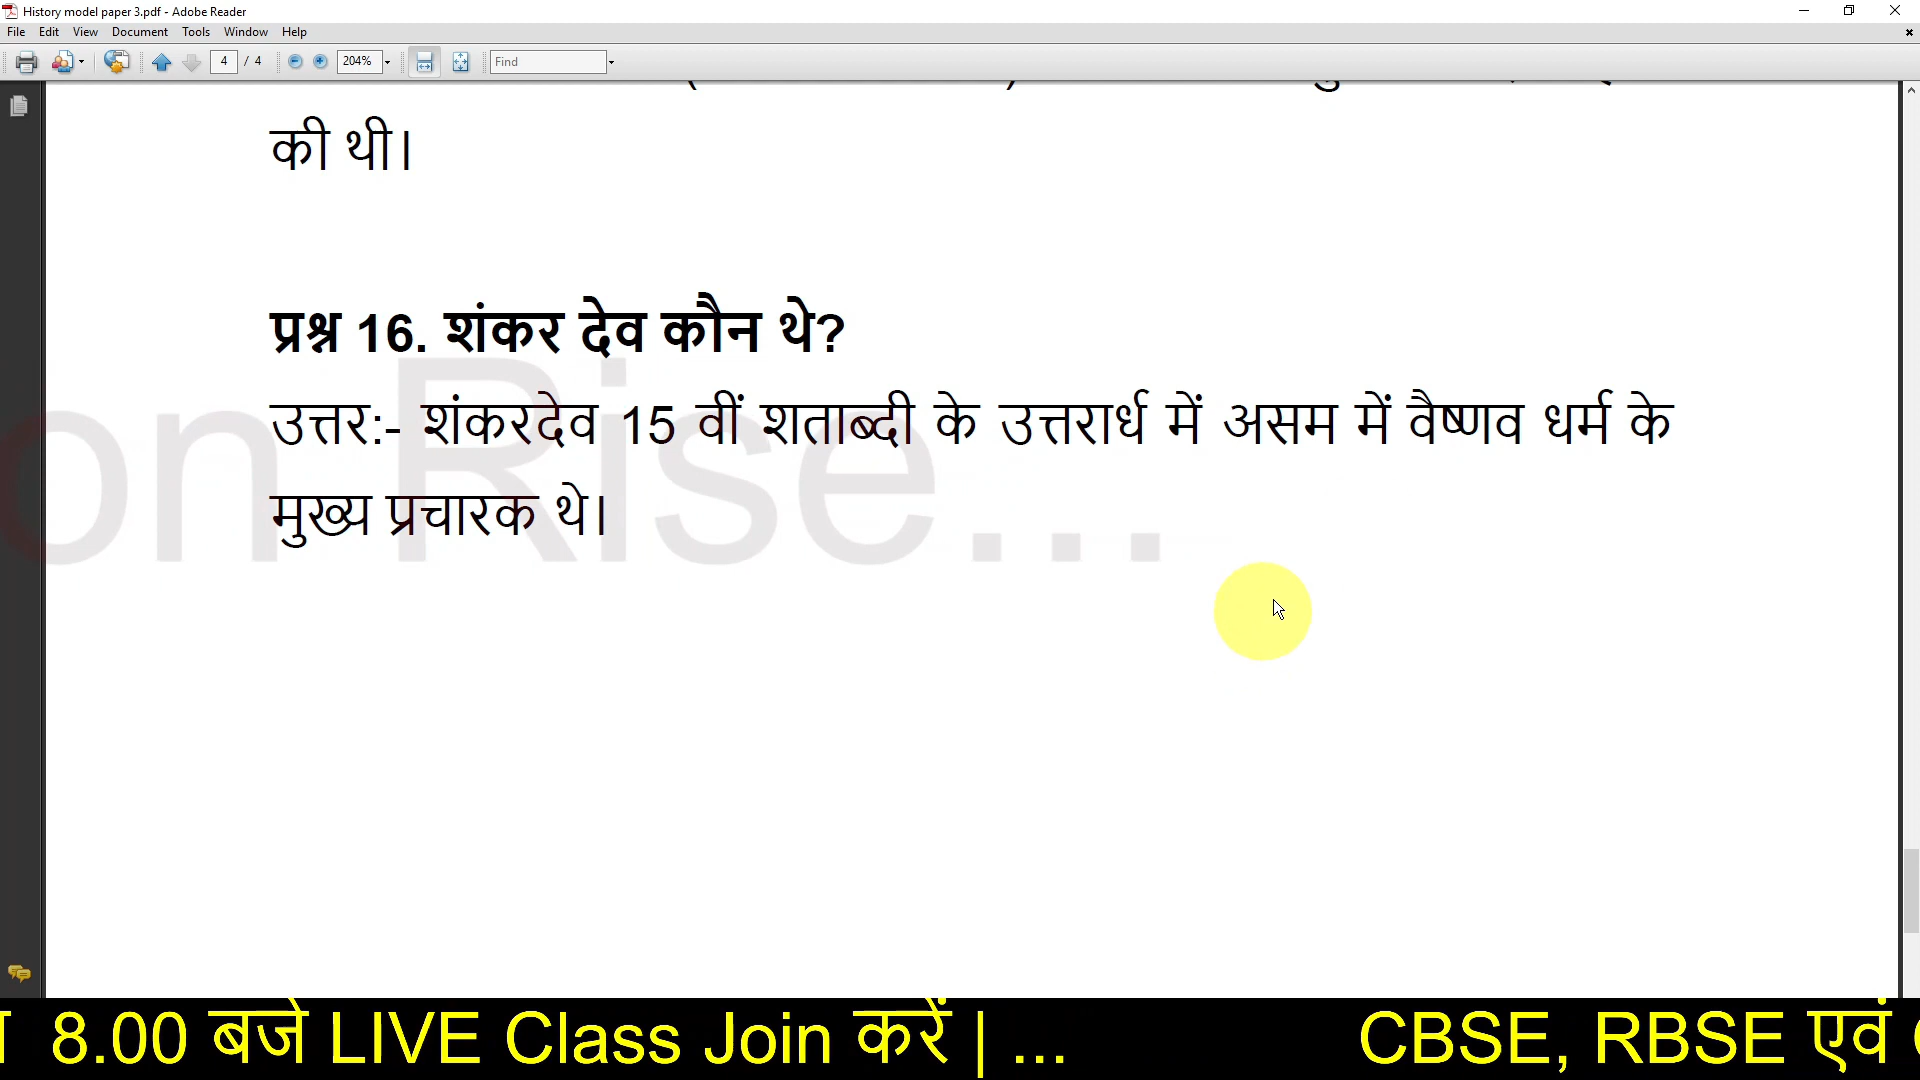 History model paper 3.pdf - Adobe Reader
File Edit View Document Tools Window Help
4 / 4 204% Find
की थी।
प्रश्न 16. शंकर देव कौन थे?
उत्तर:- शंकरदेव 15 वीं शताब्दी के उत्तरार्ध में असम में वैष्णव धर्म के
मुख्य प्रचारक थे।
on Rise...
8.00 बजे LIVE Class Join करें | ... CBSE, RBSE एवं